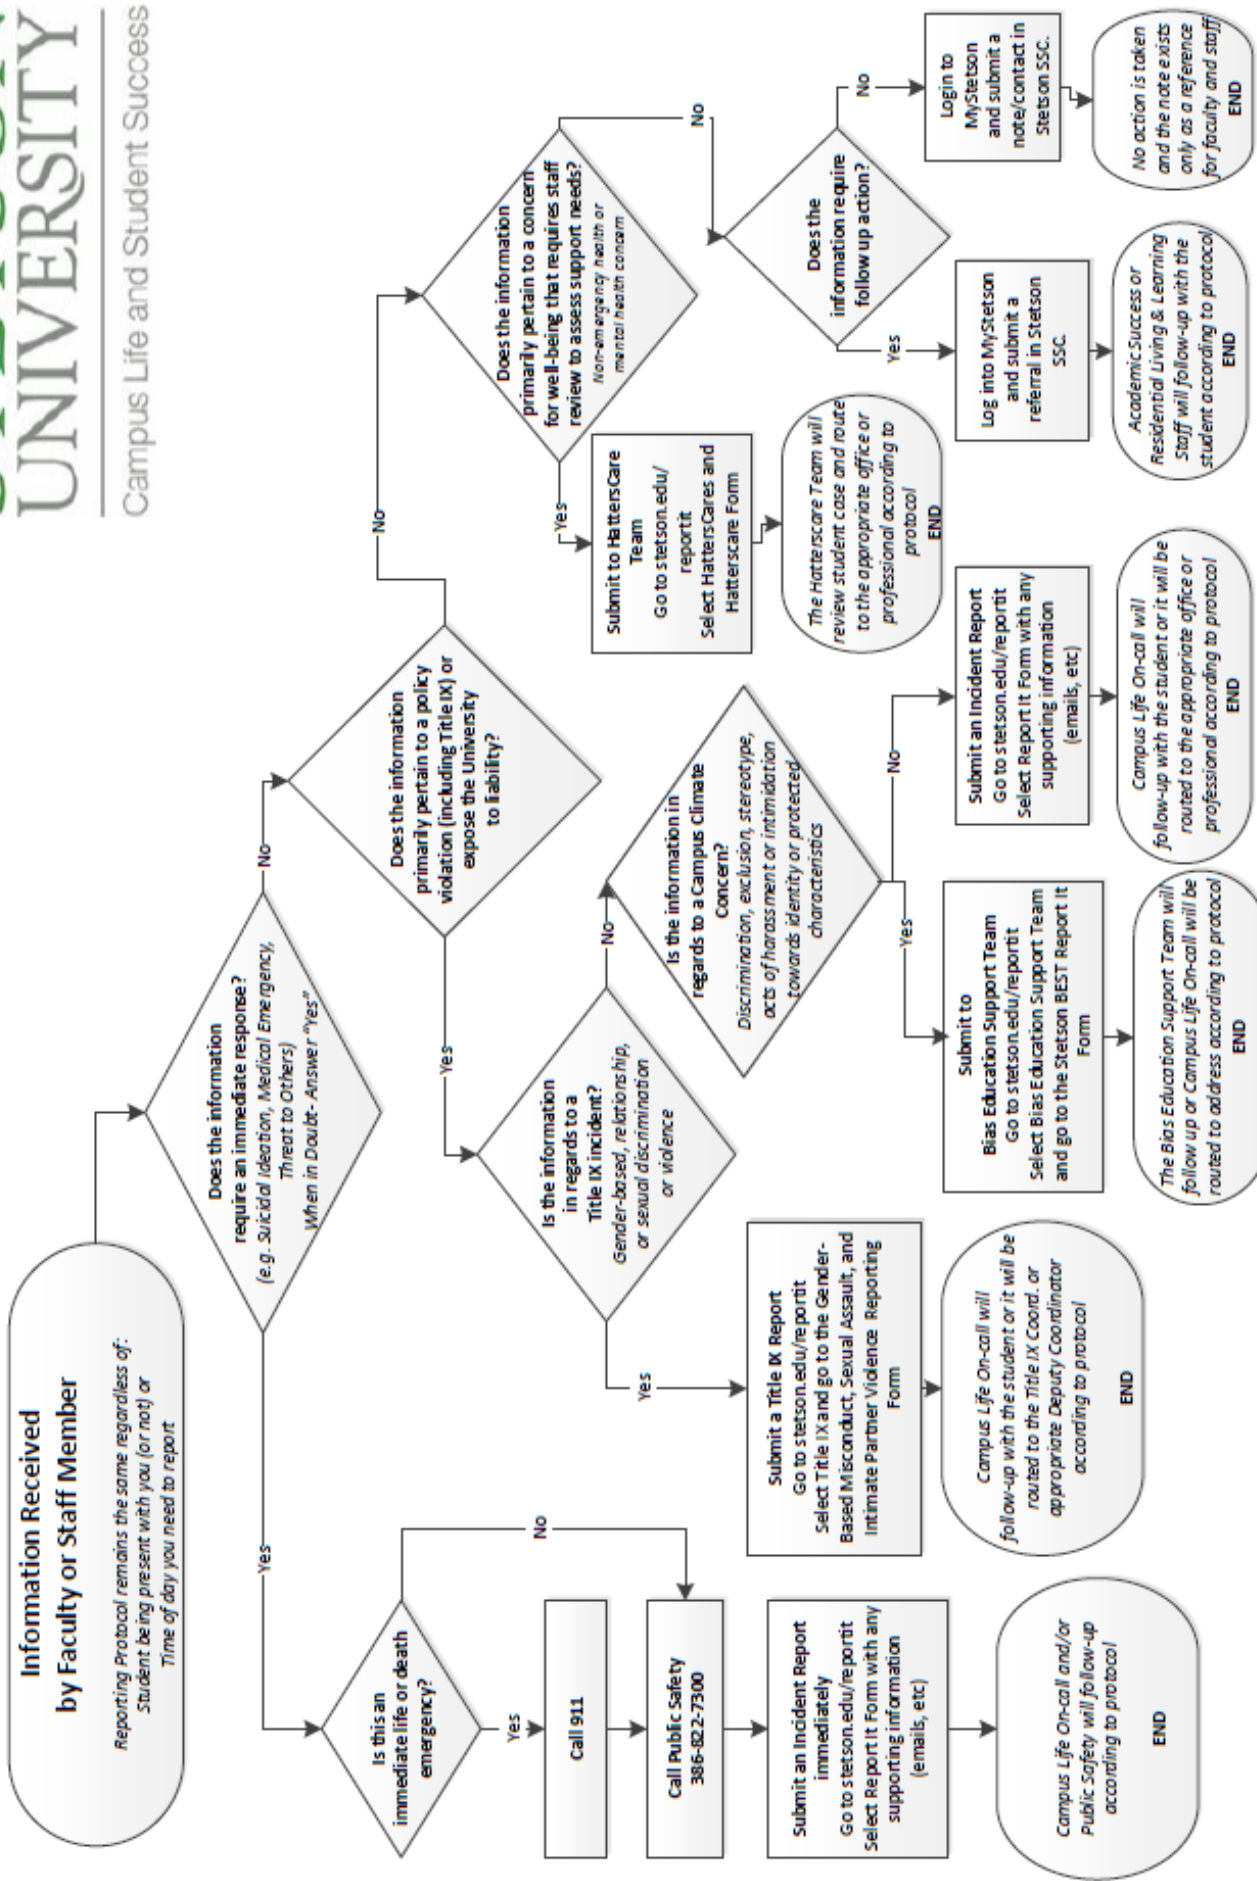 UNIVERSITY
Campus Life and Student Success
Information Received
by Faculty or Staff Member
Reporting Protocol remains the same regardless of:
Student being present with you (or not) or
Time of day you need to report
Does the information
require an immediate response?
(e.g. Suicidal Ideation, Medical Emergency,
Threat to Others)
When in Doubt- Answer "Yes"
Yes
No
Is this an
immediate life or death
emergency?
Yes
No
Call 911
Call Public Safety
386-822-7300
Submit an Incident Report
immediately
Go to stetson.edu/reportit
Select Report It Form with any
supporting information
(emails, etc)
Campus Life On-call and/or
Public Safety will follow-up
according to protocol
END
Does the information
primarily pertain to a policy
violation (including Title IX) or
expose the University
to liability?
Yes
No
Is the information
in regards to a
Title IX incident?
Gender-based, relationship,
or sexual discrimination
or violence
Yes
No
Submit a Title IX Report
Go to stetson.edu/reportit
Select Title IX and go to the Gender-
Based Misconduct, Sexual Assault, and
Intimate Partner Violence Reporting
Form
Campus Life On-call will
follow-up with the student or it will be
routed to the Title IX Coord. or
appropriate Deputy Coordinator
according to protocol
END
Is the information in
regards to a Campus Climate
Concern?
Discrimination, exclusion, stereotype,
acts of harassment or intimidation
towards identity or protected
characteristics
Yes
No
Submit to
Bias Education Support Team
Go to stetson.edu/reportit
Select Bias Education Support Team
and go to the Stetson BEST Report It
Form
The Bias Education Support Team will
follow up or Campus Life On-call will be
routed to address according to protocol
END
Submit an Incident Report
Go to stetson.edu/reportit
Select Report It Form with any
supporting information
(emails, etc)
Campus Life On-call will
follow-up with the student or it will be
routed to the appropriate office or
professional according to protocol
END
Does the information
primarily pertain to a concern
for well-being that requires staff
review to assess support needs?
Non-emergency health or
mental health concern
Yes
No
Submit to HattersCare
Team
Go to stetson.edu/
reportit
Select HattersCares and
Hatterscare Form
The Hatterscare Team will
review student case and route
to the appropriate office or
professional according to
protocol
END
Does the
information require
follow up action?
Yes
No
Log into MyStetson
and submit a
referral in Stetson
SSC.
Academic Success or
Residential Living & Learning
Staff will follow-up with the
student according to protocol
END
Login to
MyStetson
and submit a
note/contact in
Stetson SSC.
No action is taken
and the note exists
only as a reference
for faculty and staff
END